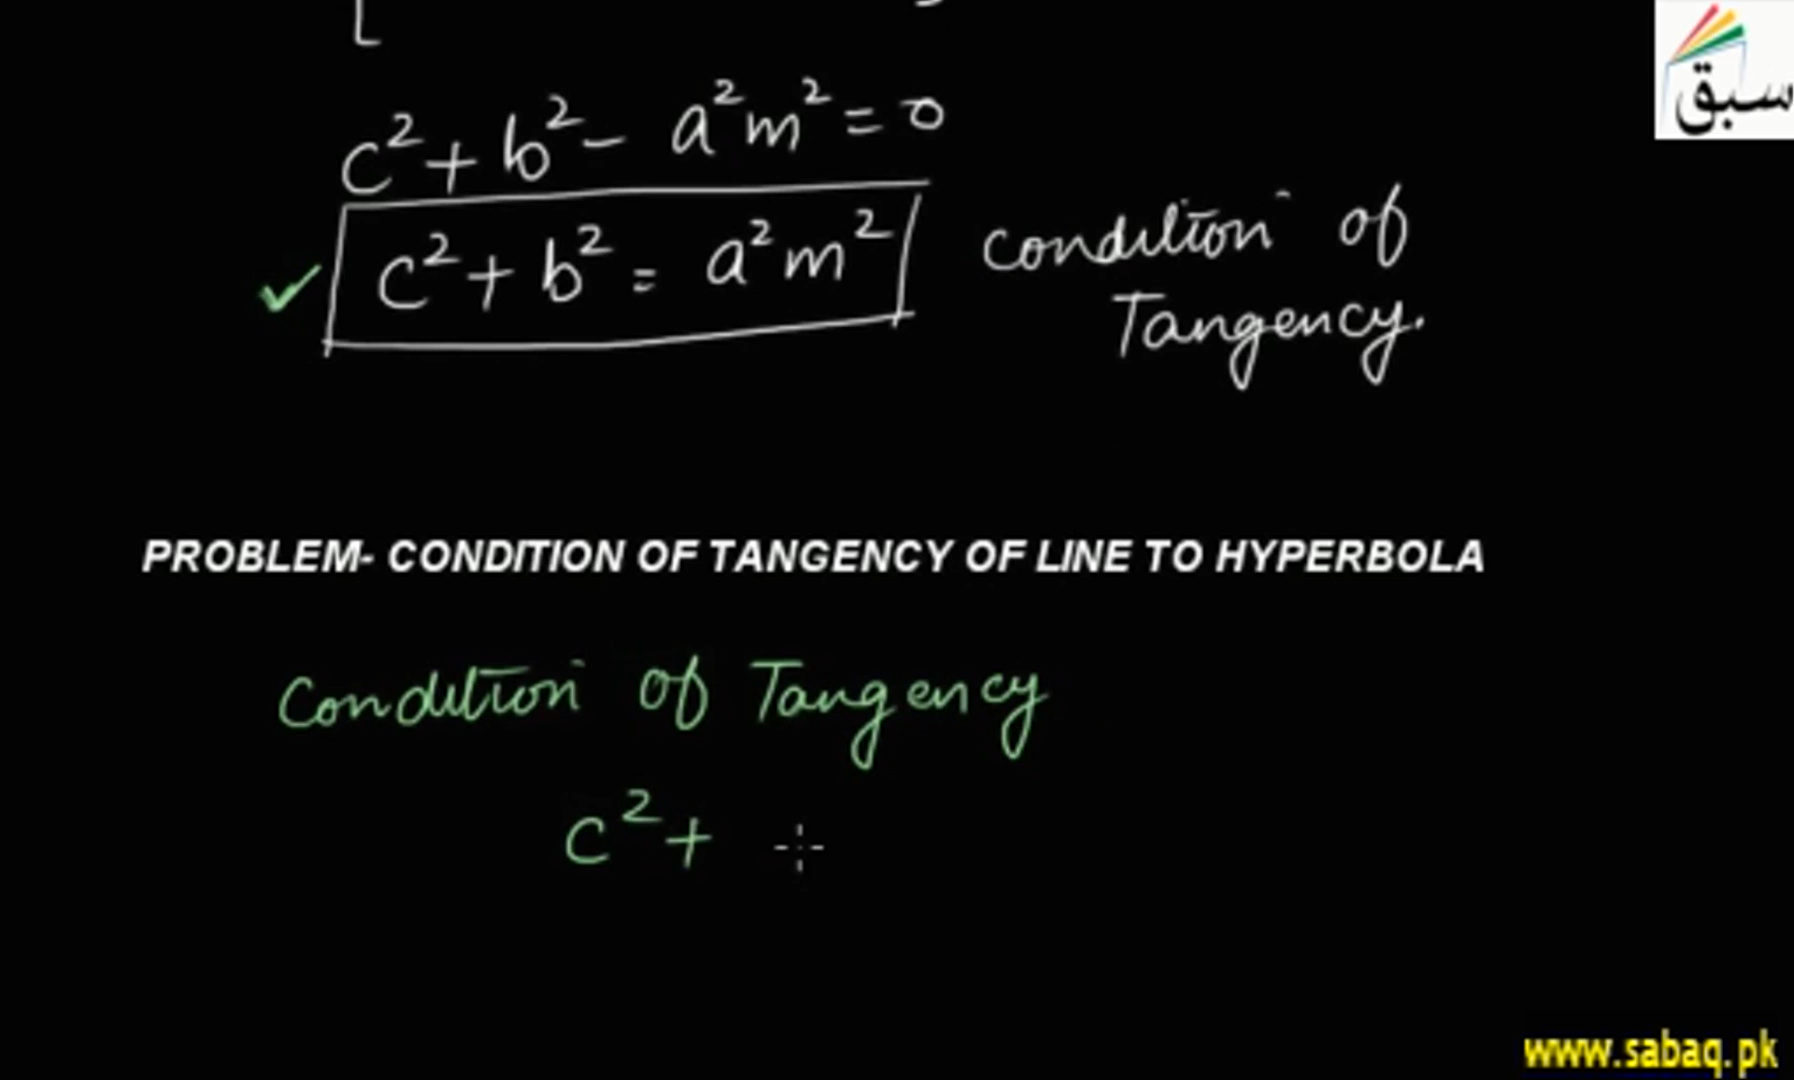 سبق
c²+ b²- a²m² = 0
c²+ b² = a²m² condition of
Tangency.
PROBLEM- CONDITION OF TANGENCY OF LINE TO HYPERBOLA
Condition of Tangency
c²+
www.sabaq.pk